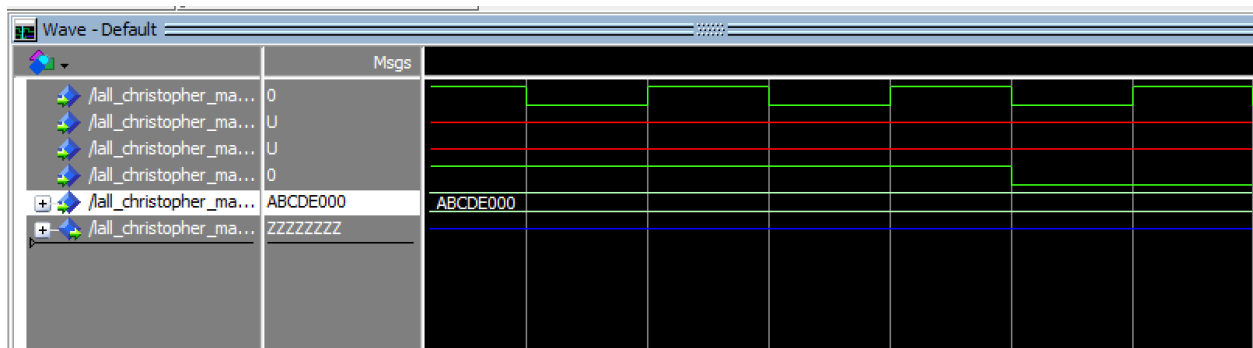 Wave - Default
Msgs
/lall_christopher_ma... 0
/lall_christopher_ma... U
/lall_christopher_ma... U
/lall_christopher_ma... 0
/lall_christopher_ma... ABCDE000 ABCDE000
/lall_christopher_ma... ZZZZZZZZ